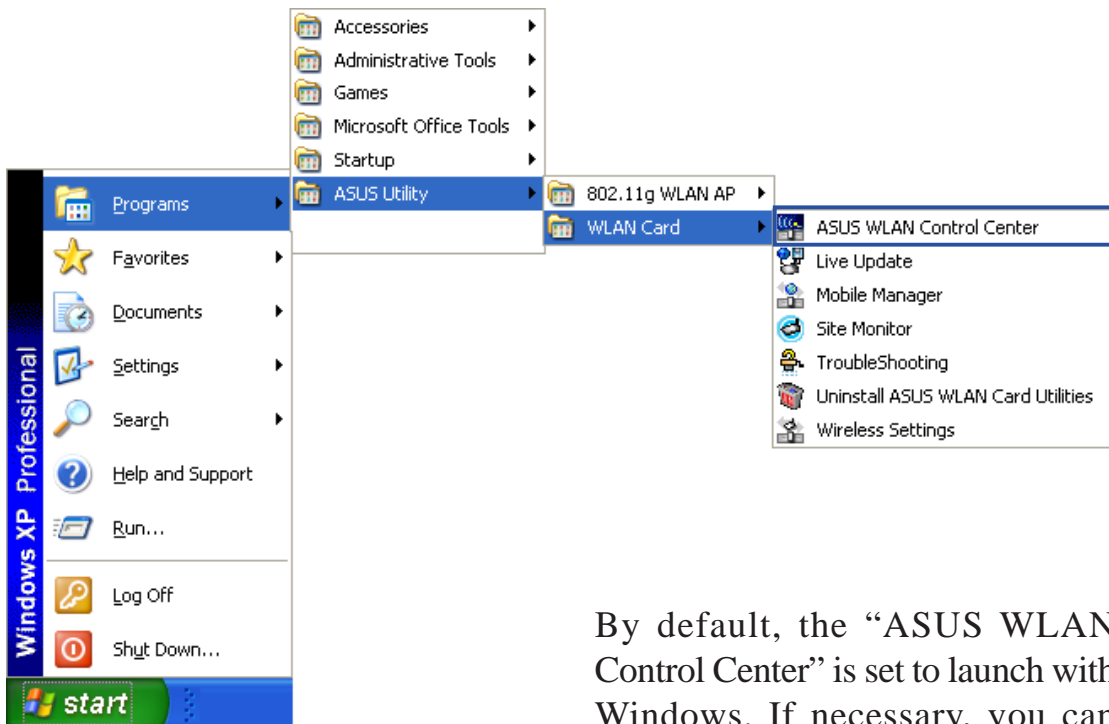 Accessories
Administrative Tools
Games
Microsoft Office Tools
Startup
ASUS Utility
802.11g WLAN AP
WLAN Card
ASUS WLAN Control Center
Live Update
Mobile Manager
Site Monitor
TroubleShooting
Uninstall ASUS WLAN Card Utilities
Wireless Settings
Windows XP Professional
Programs
Favorites
Documents
Settings
Search
Help and Support
Run...
Log Off
Shut Down...
start
By default, the “ASUS WLAN
Control Center” is set to launch with
Windows. If necessary, you can